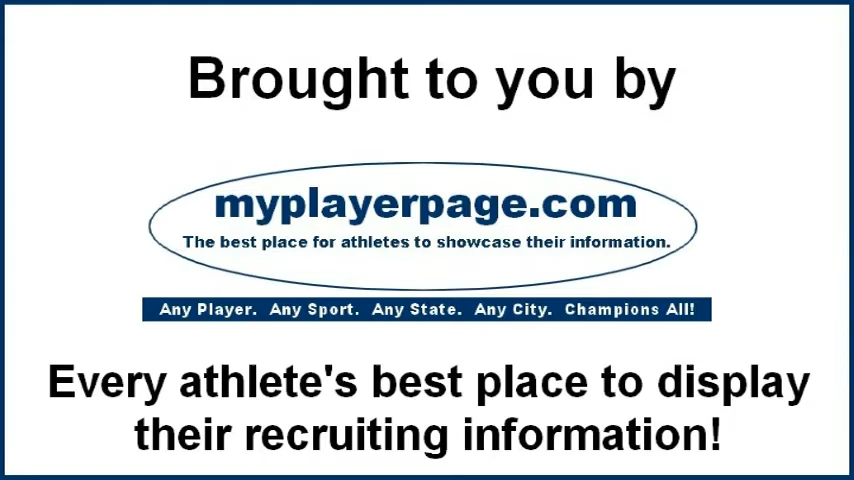 Brought to you by
myplayerpage.com
The best place for athletes to showcase their information.
Any Player. Any Sport. Any State. Any City. Champions All!
Every athlete's best place to display
their recruiting information!